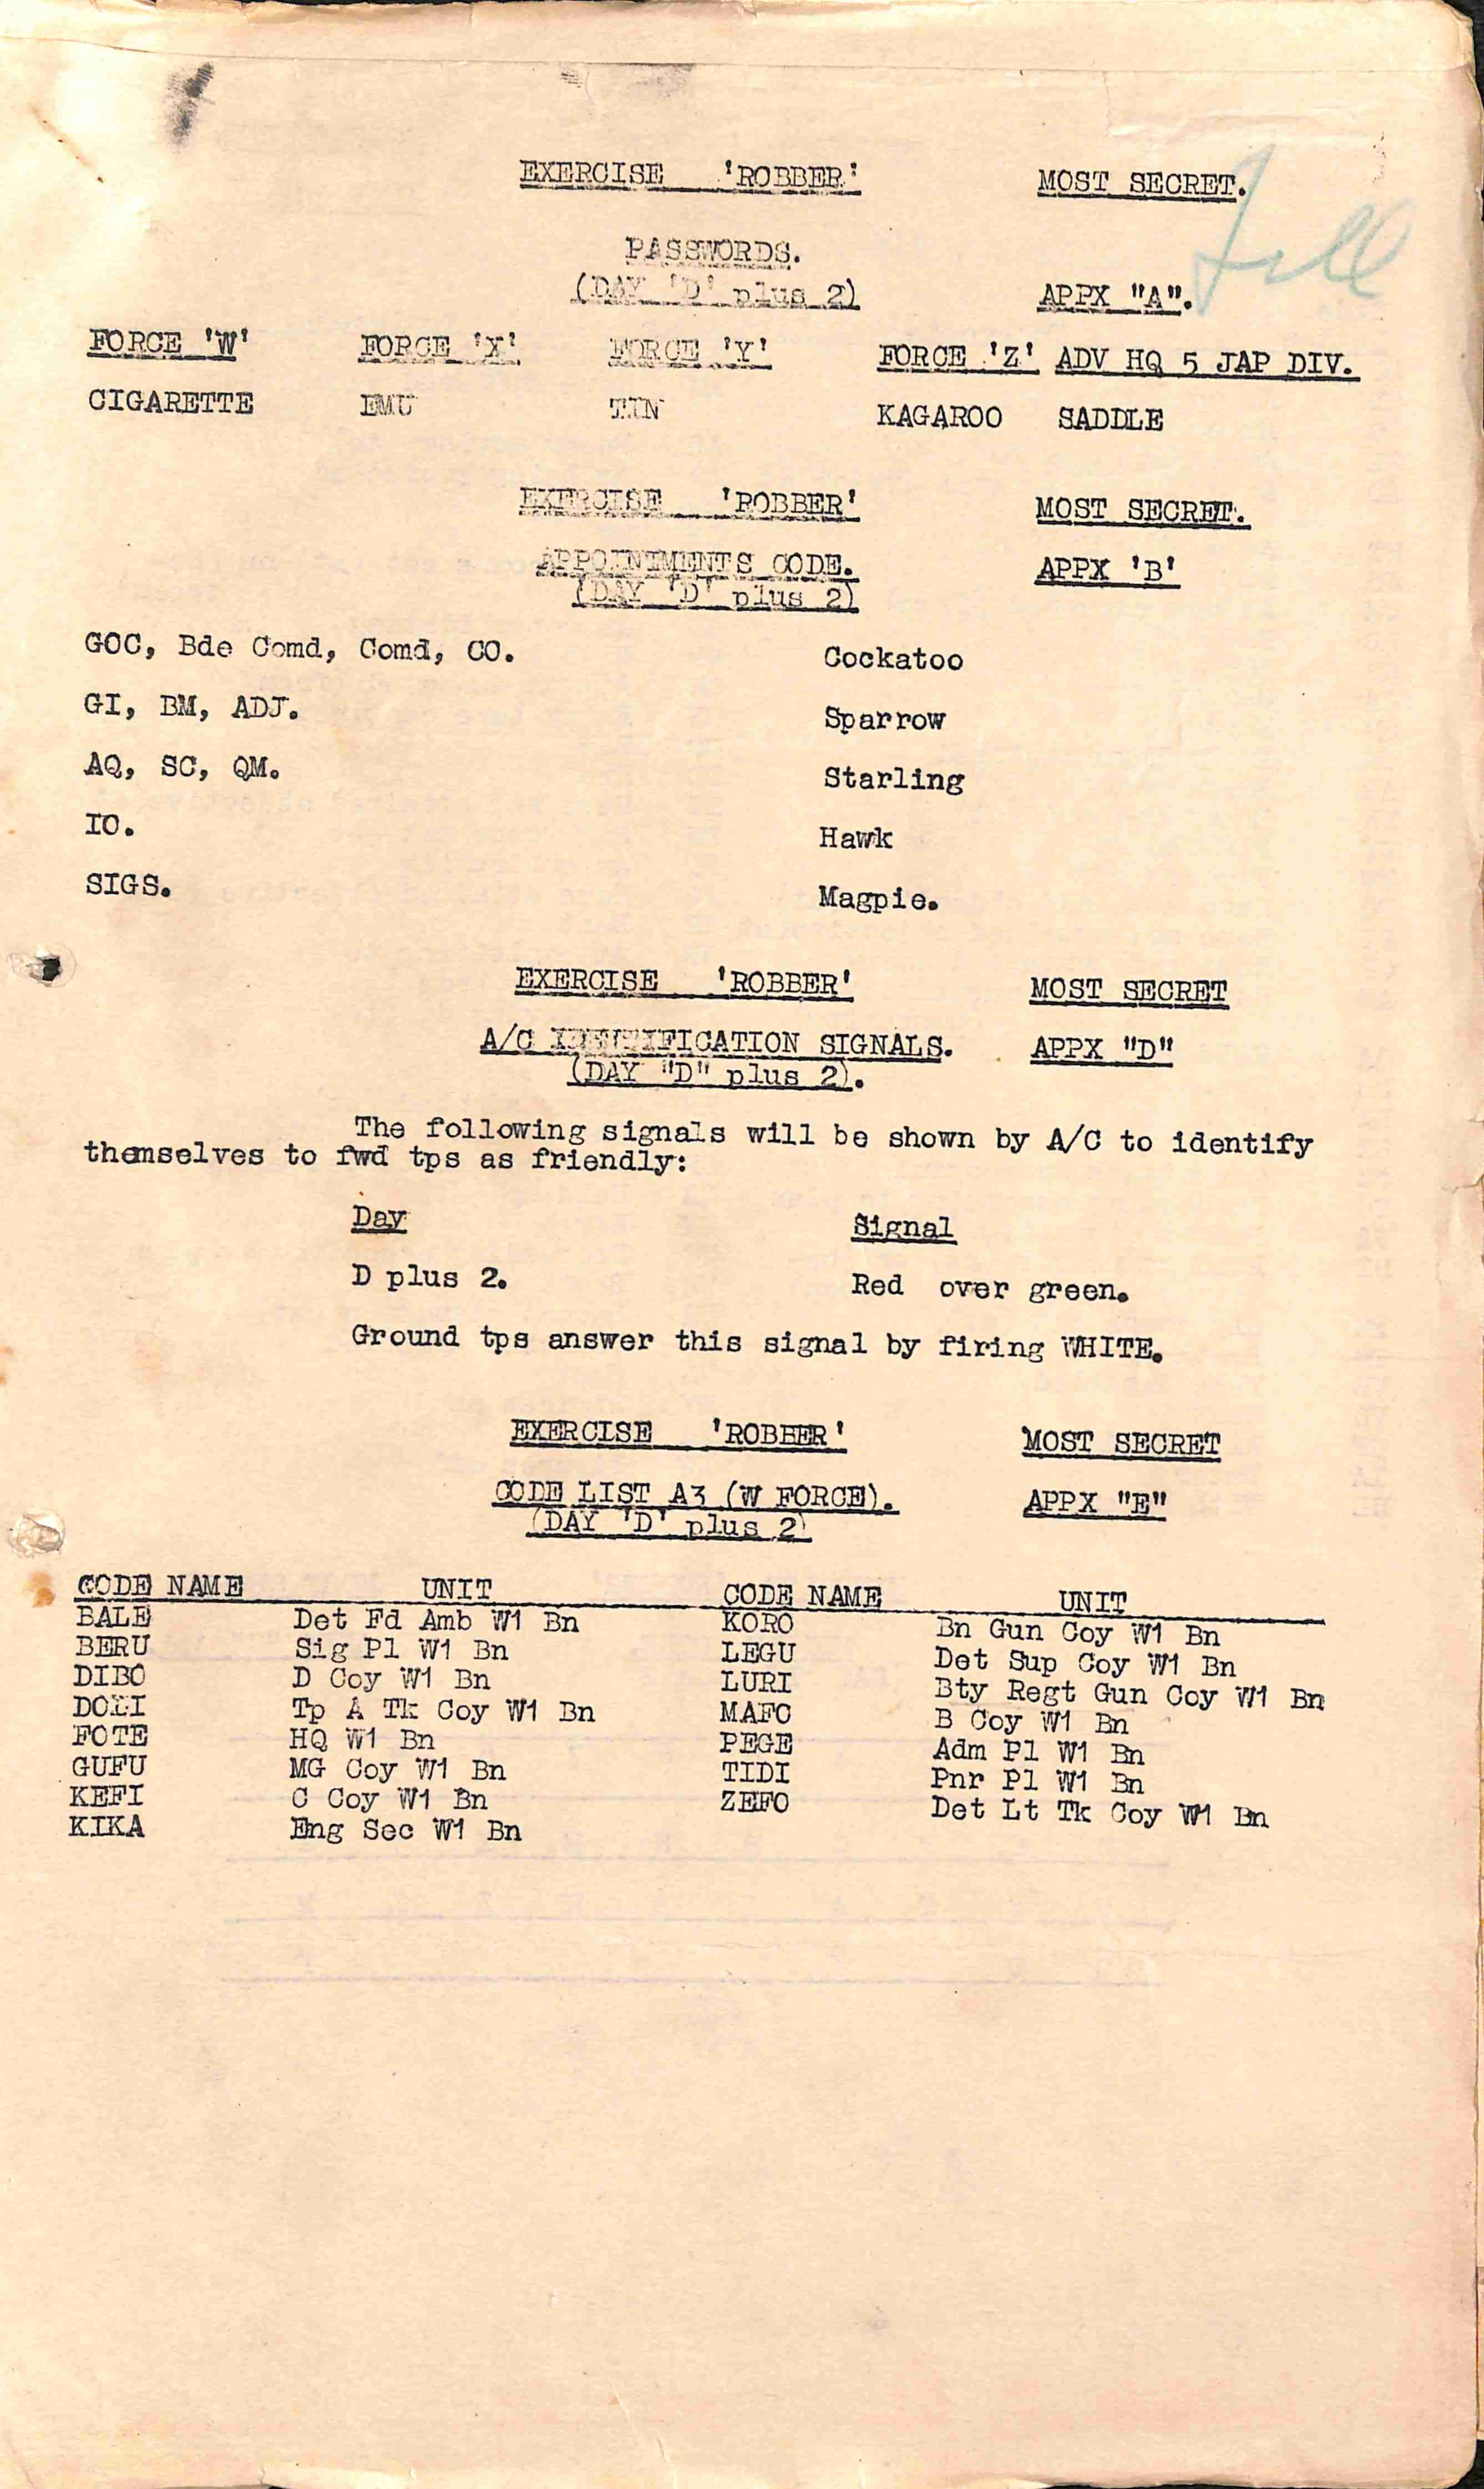 EXERCISE 'ROBBER' MOST SECRET.
PASSWORDS.
(DAY 'D' plus 2) APPX "A".
FORCE 'W' FORCE 'X' FORCE 'Y' FORCE 'Z' ADV HQ 5 JAP DIV.
CIGARETTE EMU TIN KAGAROO SADDLE
EXERCISE 'ROBBER' MOST SECRET.
APPOINTMENTS CODE. APPX 'B'
(DAY 'D' plus 2)
GOC, Bde Comd, Comd, CO. Cockatoo
GI, BM, ADJ. Sparrow
AQ, SC, QM. Starling
IO. Hawk
SIGS. Magpie.
EXERCISE 'ROBBER' MOST SECRET
A/C IDENTIFICATION SIGNALS. APPX "D"
(DAY "D" plus 2).
The following signals will be shown by A/C to identify
themselves to fwd tps as friendly:
Day Signal
D plus 2. Red over green.
Ground tps answer this signal by firing WHITE.
EXERCISE 'ROBBER' MOST SECRET
CODE LIST A3 (W FORCE). APPX "E"
(DAY 'D' plus 2)
CODE NAME UNIT CODE NAME UNIT
BALE Det Fd Amb W1 Bn KORO Bn Gun Coy W1 Bn
BERU Sig Pl W1 Bn LEGU Det Sup Coy W1 Bn
DIBO D Coy W1 Bn LURI Bty Regt Gun Coy W1 Bn
Tp A Tk Coy W1 Bn MAFO B Coy W1 Bn
FOTE HQ W1 Bn PEGE Adm Pl W1 Bn
GUFU MG Coy W1 Bn TIDI Pnr Pl W1 Bn
KEFI C Coy W1 Bn ZEFO Det Lt Tk Coy W1 Bn
KIKA Eng Sec W1 Bn